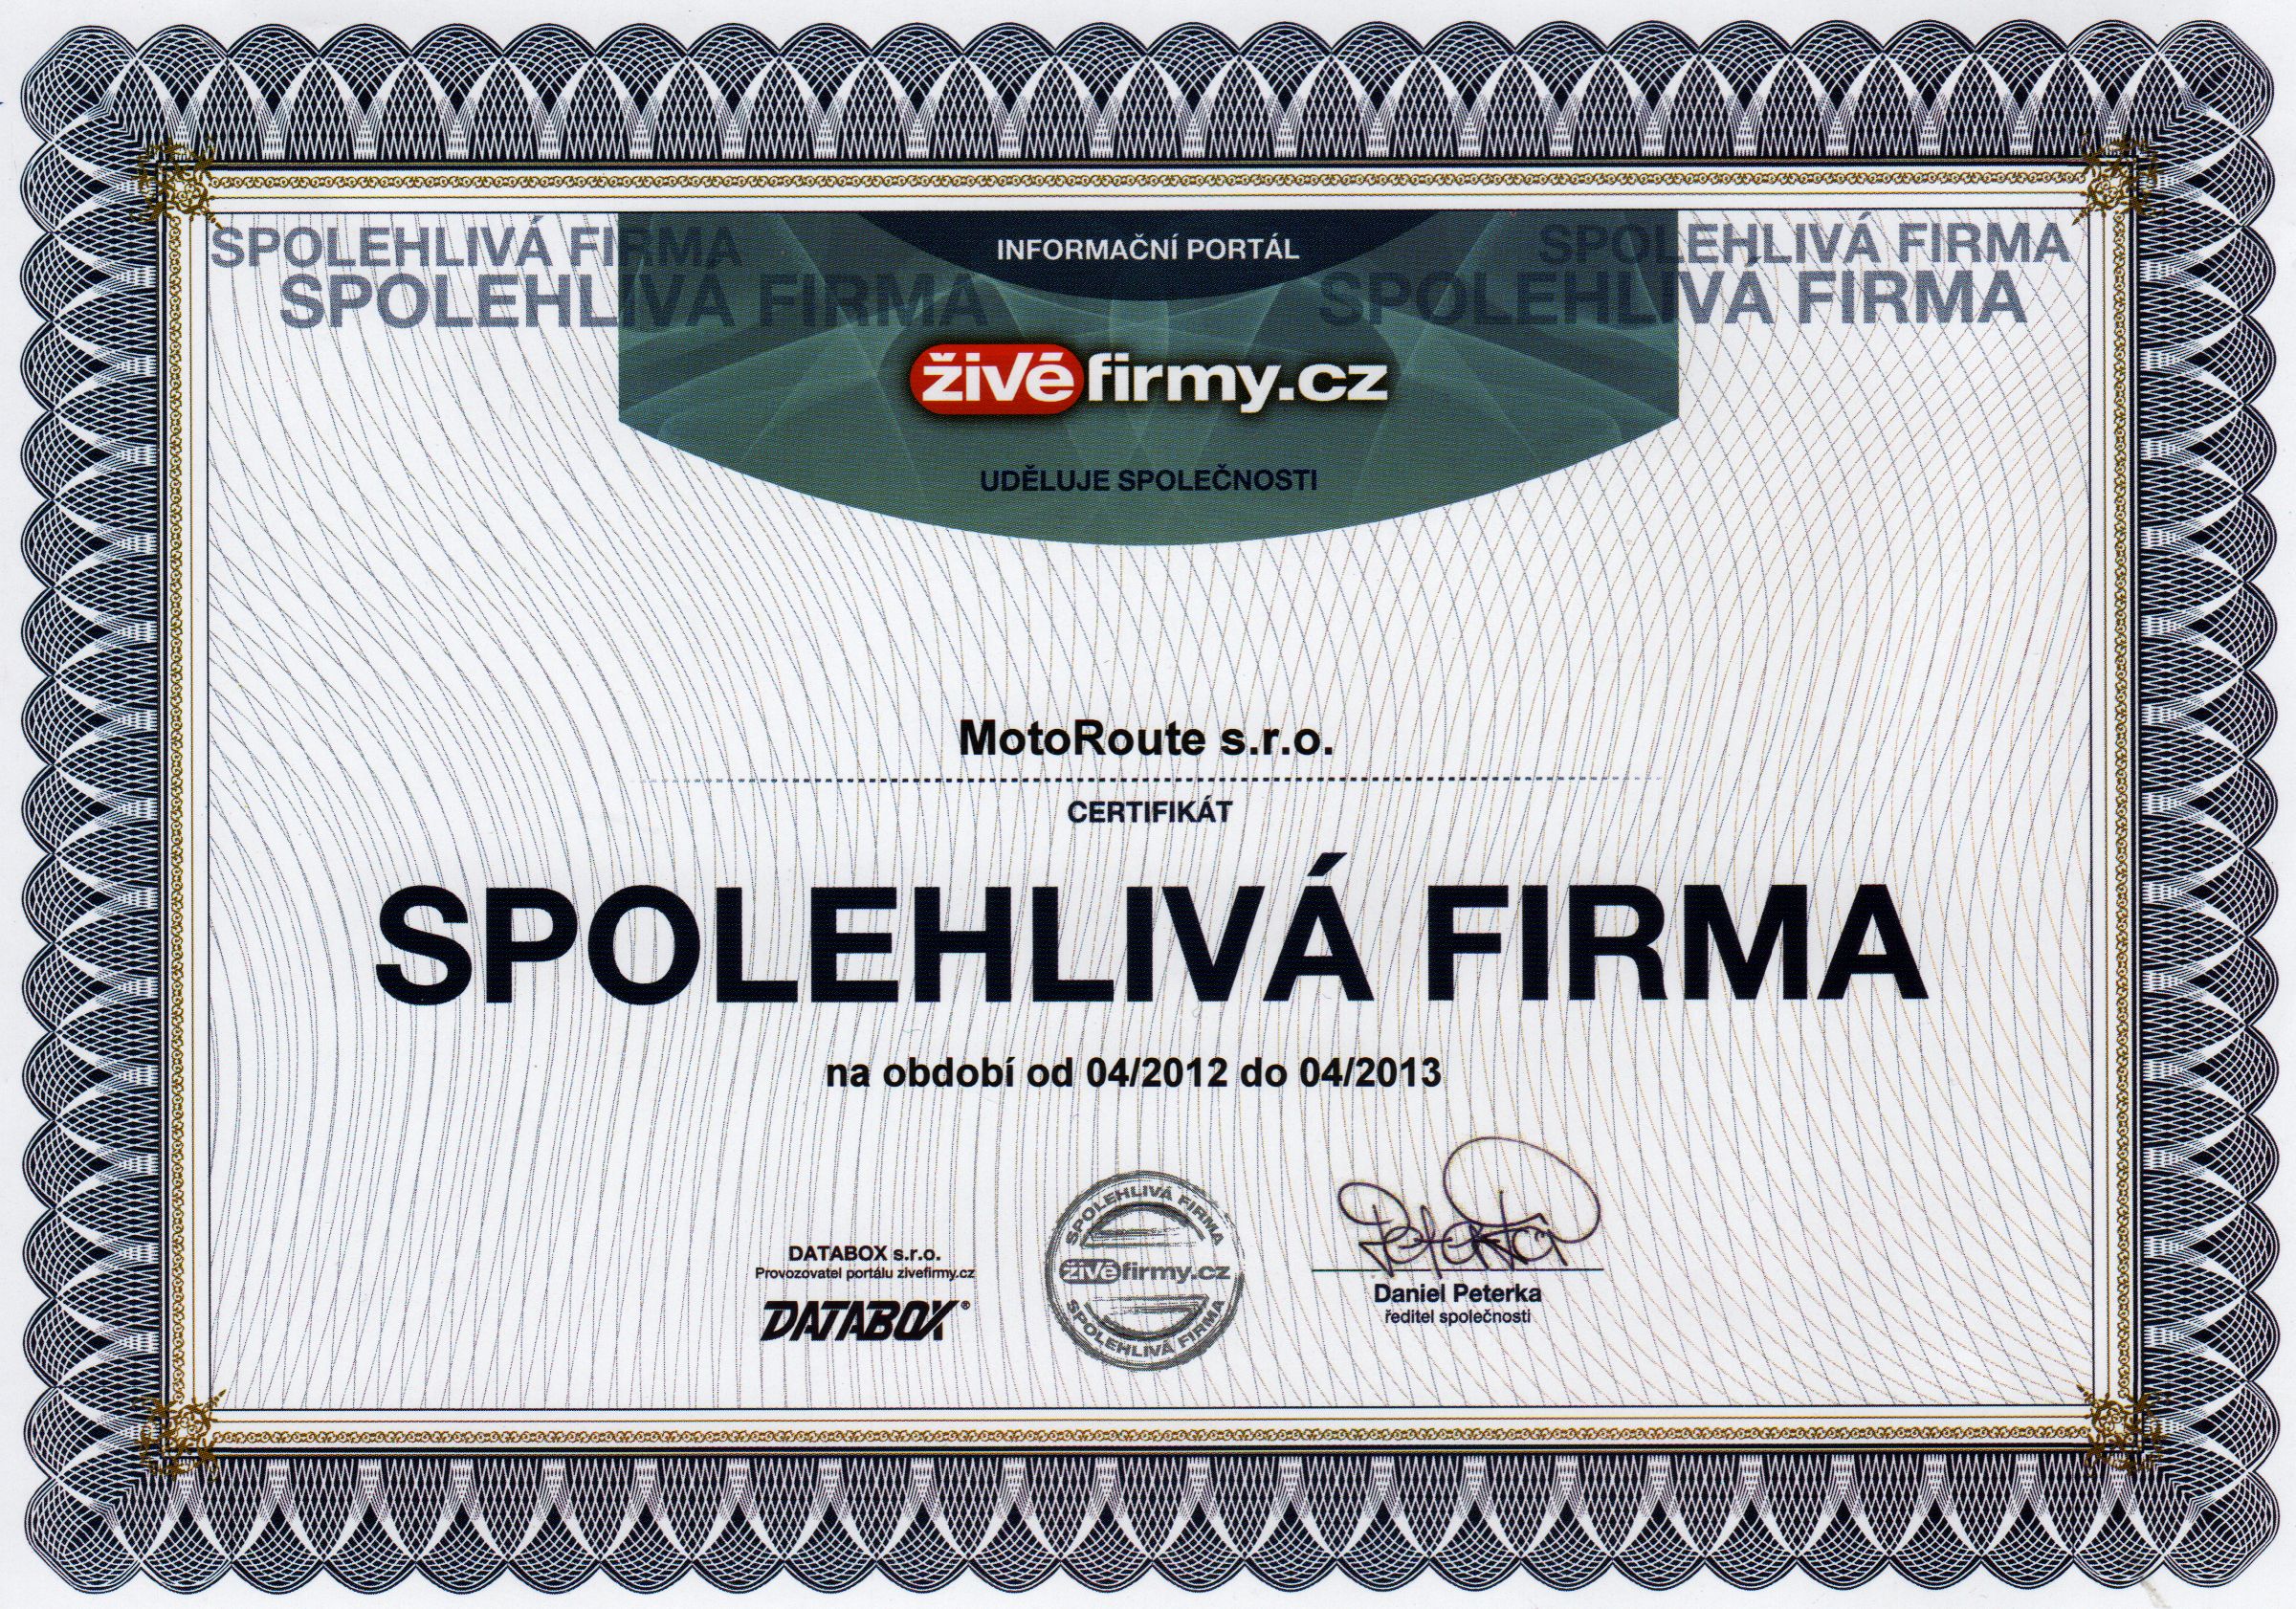 SPOLEHLIVÁ FIRMA
SPOLEHLIVÁ FIRMA
INFORMAČNÍ PORTÁL
SPOLEHLIVÁ FIRMA
SPOLEHLIVÁ FIRMA
živéfirmy.cz
UDĚLUJE SPOLEČNOSTI
MotoRoute s.r.o.
CERTIFIKÁT
SPOLEHLIVÁ FIRMA
na období od 04/2012 do 04/2013
DATABOX s.r.o.
Provozovatel portálu zivefirmy.cz
DATABOX®
SPOLEHLIVÁ FIRMA
živéfirmy.cz
SPOLEHLIVÁ FIRMA
Peterka
Daniel Peterka
ředitel společnosti